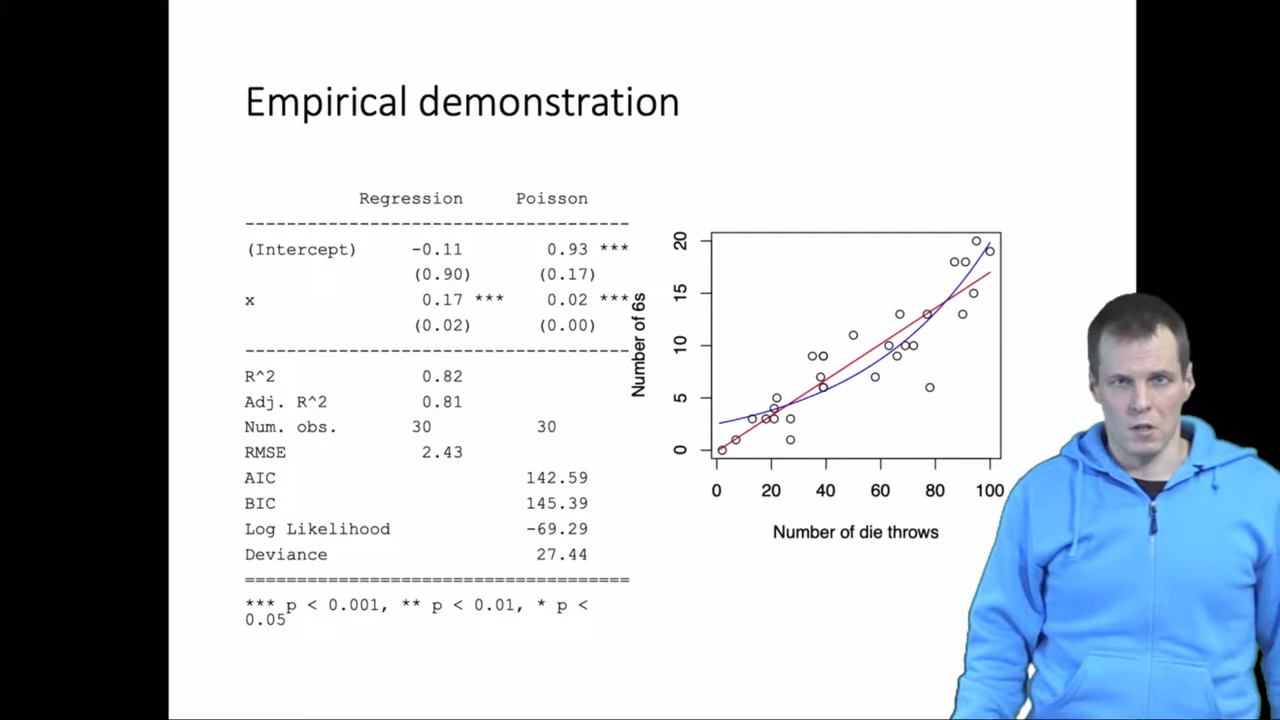 Empirical demonstration
Regression Poisson
-------------------------------------
(Intercept) -0.11 0.93 ***
(0.90) (0.17)
x 0.17 *** 0.02 ***
(0.02) (0.00)
-------------------------------------
R^2 0.82
Adj. R^2 0.81
Num. obs. 30 30
RMSE 2.43
AIC 142.59
BIC 145.39
Log Likelihood -69.29
Deviance 27.44
=====================================
*** p < 0.001, ** p < 0.01, * p <
0.05
Number of 6s
20
15
10
5
0
0 20 40 60 80 100
Number of die throws